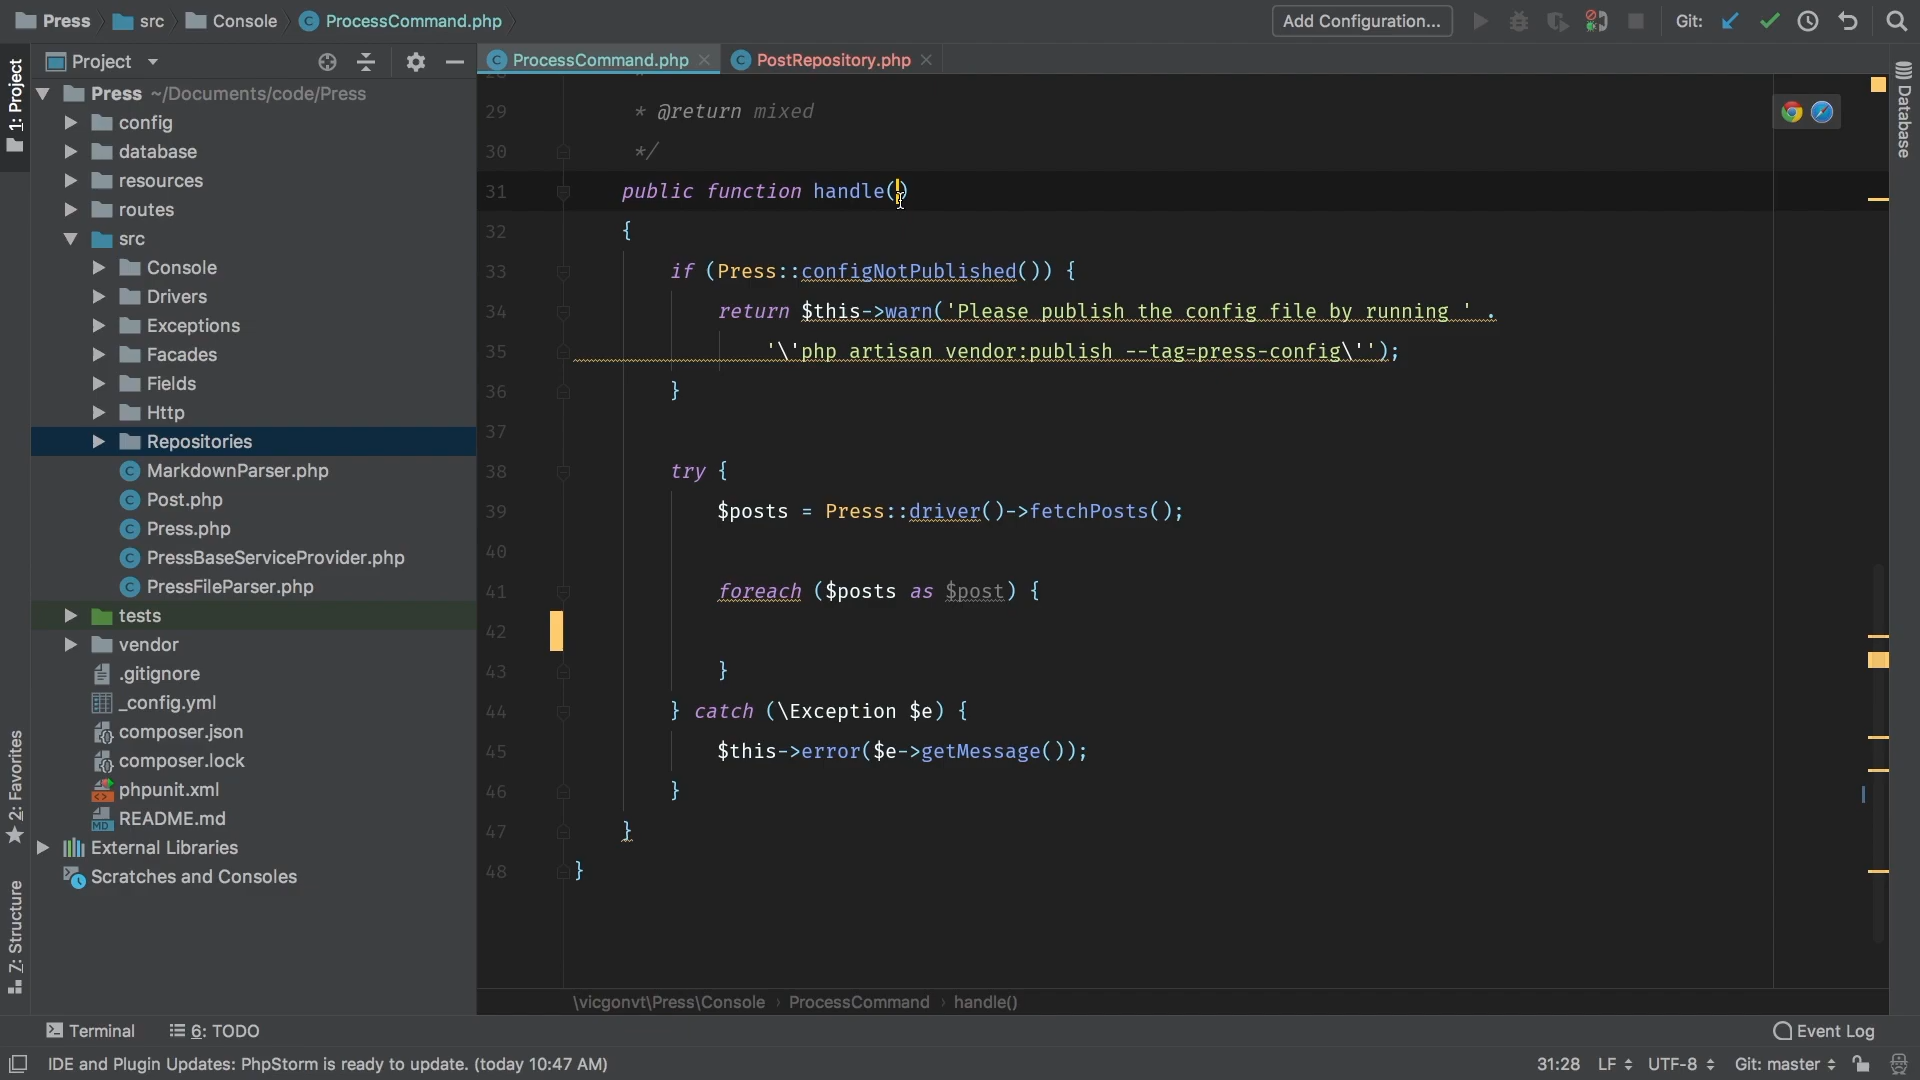 Press src Console ProcessCommand.php
Add Configuration...
Git:
1: Project
Project
ProcessCommand.php
PostRepository.php
Database
Press ~/Documents/code/Press
config
database
resources
routes
src
Console
Drivers
Exceptions
Facades
Fields
Http
Repositories
MarkdownParser.php
Post.php
Press.php
PressBaseServiceProvider.php
PressFileParser.php
tests
vendor
.gitignore
_config.yml
composer.json
composer.lock
phpunit.xml
README.md
External Libraries
Scratches and Consoles
2: Favorites
Z: Structure
28 *
29 * @return mixed
30 */
31 public function handle()
32 {
33 if (Press::configNotPublished()) {
34 return $this->warn('Please publish the config file by running ' .
35 '\'php artisan vendor:publish --tag=press-config\'');
36 }
37
38 try {
39 $posts = Press::driver()->fetchPosts();
40
41 foreach ($posts as $post) {
42
43 }
44 } catch (\Exception $e) {
45 $this->error($e->getMessage());
46 }
47 }
48 }
\vicgonvt\Press\Console › ProcessCommand › handle()
Terminal
6: TODO
Event Log
IDE and Plugin Updates: PhpStorm is ready to update. (today 10:47 AM)
31:28 LF UTF-8 Git: master